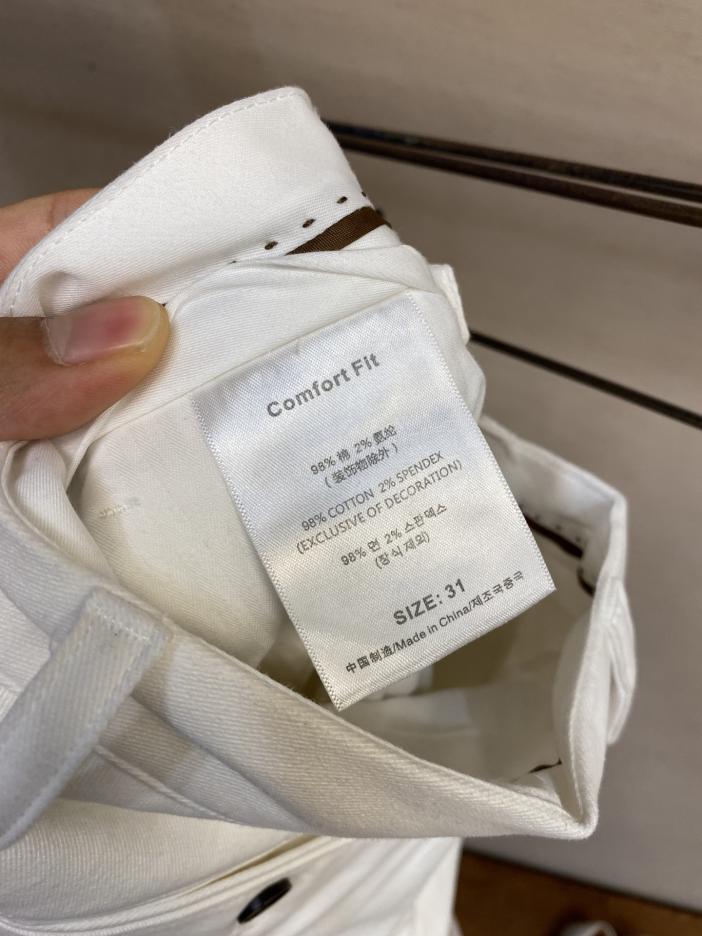 Comfort Fit
98% 棉 2% 氨纶
( 装饰物除外 )
98% COTTON 2% SPENDEX
(EXCLUSIVE OF DECORATION)
98% 면 2% 스판덱스
(장식 제외)
SIZE: 31
中国制造/Made in China/제조국중국